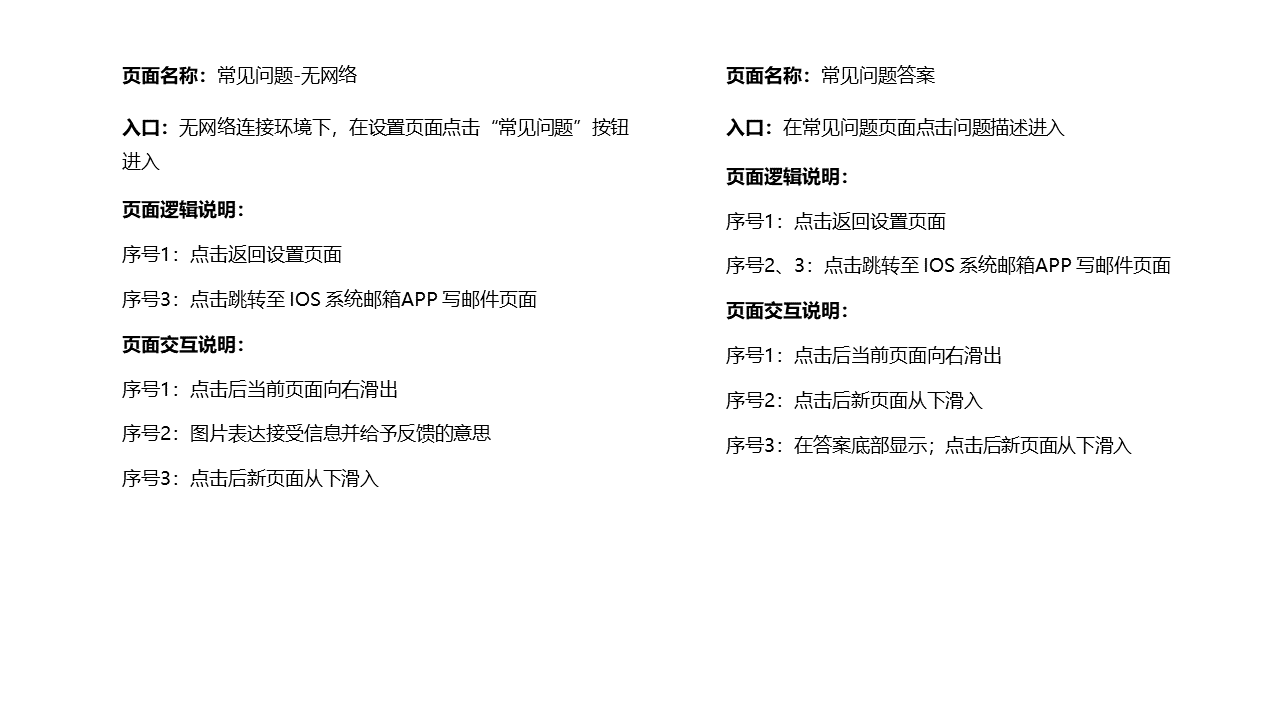 页面名称：常见问题-无网络
入口：无网络连接环境下，在设置页面点击“常见问题”按钮
进入
页面逻辑说明：
序号1：点击返回设置页面
序号3：点击跳转至 IOS 系统邮箱APP 写邮件页面
页面交互说明：
序号1：点击后当前页面向右滑出
序号2：图片表达接受信息并给予反馈的意思
序号3：点击后新页面从下滑入
页面名称：常见问题答案
入口：在常见问题页面点击问题描述进入
页面逻辑说明：
序号1：点击返回设置页面
序号2、3：点击跳转至 IOS 系统邮箱APP 写邮件页面
页面交互说明：
序号1：点击后当前页面向右滑出
序号2：点击后新页面从下滑入
序号3：在答案底部显示；点击后新页面从下滑入